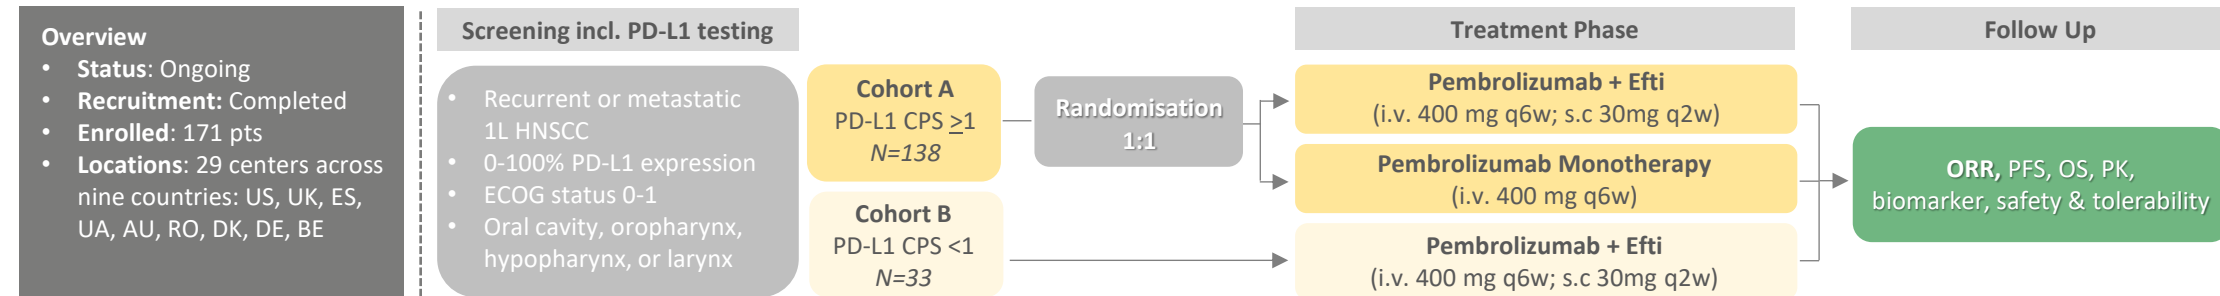 Overview
• Status: Ongoing
• Recruitment: Completed
• Enrolled: 171 pts
• Locations: 29 centers across
nine countries: US, UK, ES,
UA, AU, RO, DK, DE, BE
Screening incl. PD-L1 testing
• Recurrent or metastatic
1L HNSCC
• 0-100% PD-L1 expression
• ECOG status 0-1
• Oral cavity, oropharynx,
hypopharynx, or larynx
Cohort A
PD-L1 CPS ≥1
N=138
Cohort B
PD-L1 CPS <1
N=33
Randomisation
1:1
Treatment Phase
Pembrolizumab + Efti
(i.v. 400 mg q6w; s.c 30mg q2w)
Pembrolizumab Monotherapy
(i.v. 400 mg q6w)
Pembrolizumab + Efti
(i.v. 400 mg q6w; s.c 30mg q2w)
Follow Up
ORR, PFS, OS, PK,
biomarker, safety & tolerability